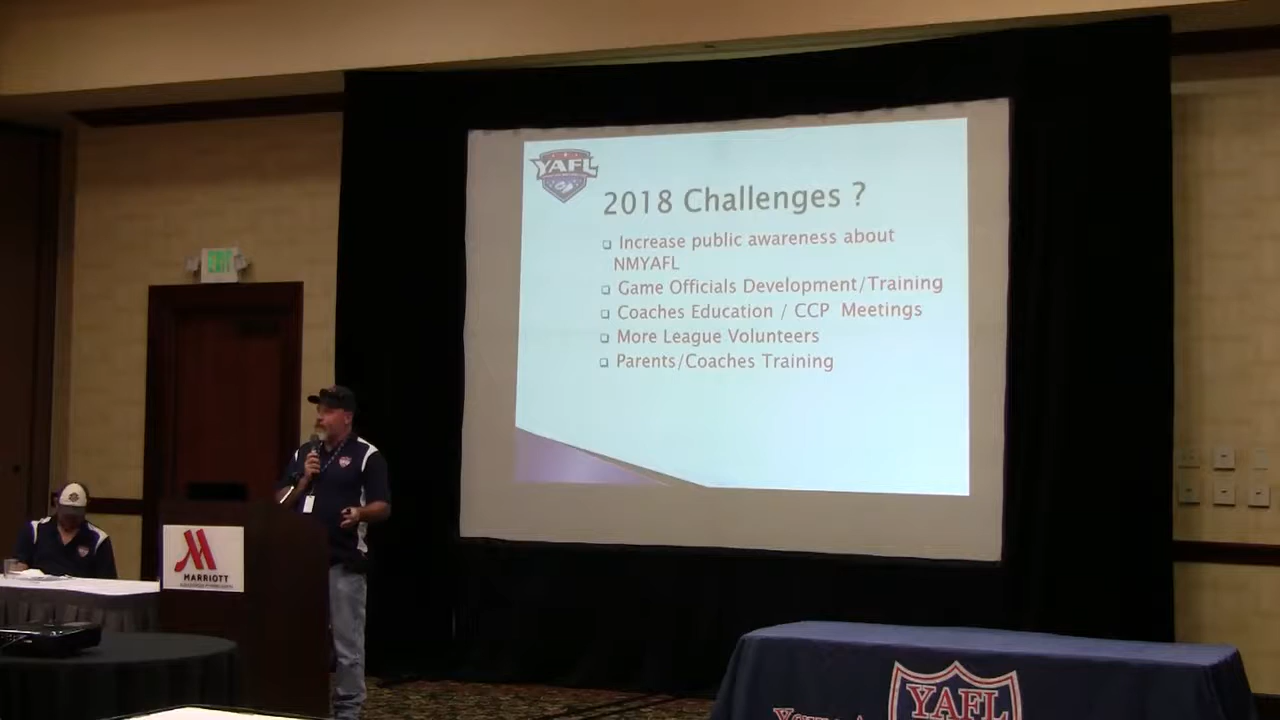 YAFL
2018 Challenges ?
Increase public awareness about
NMYAFL
Game Officials Development/Training
Coaches Education / CCP Meetings
More League Volunteers
Parents/Coaches Training
EXIT
MARRIOTT
YAFL